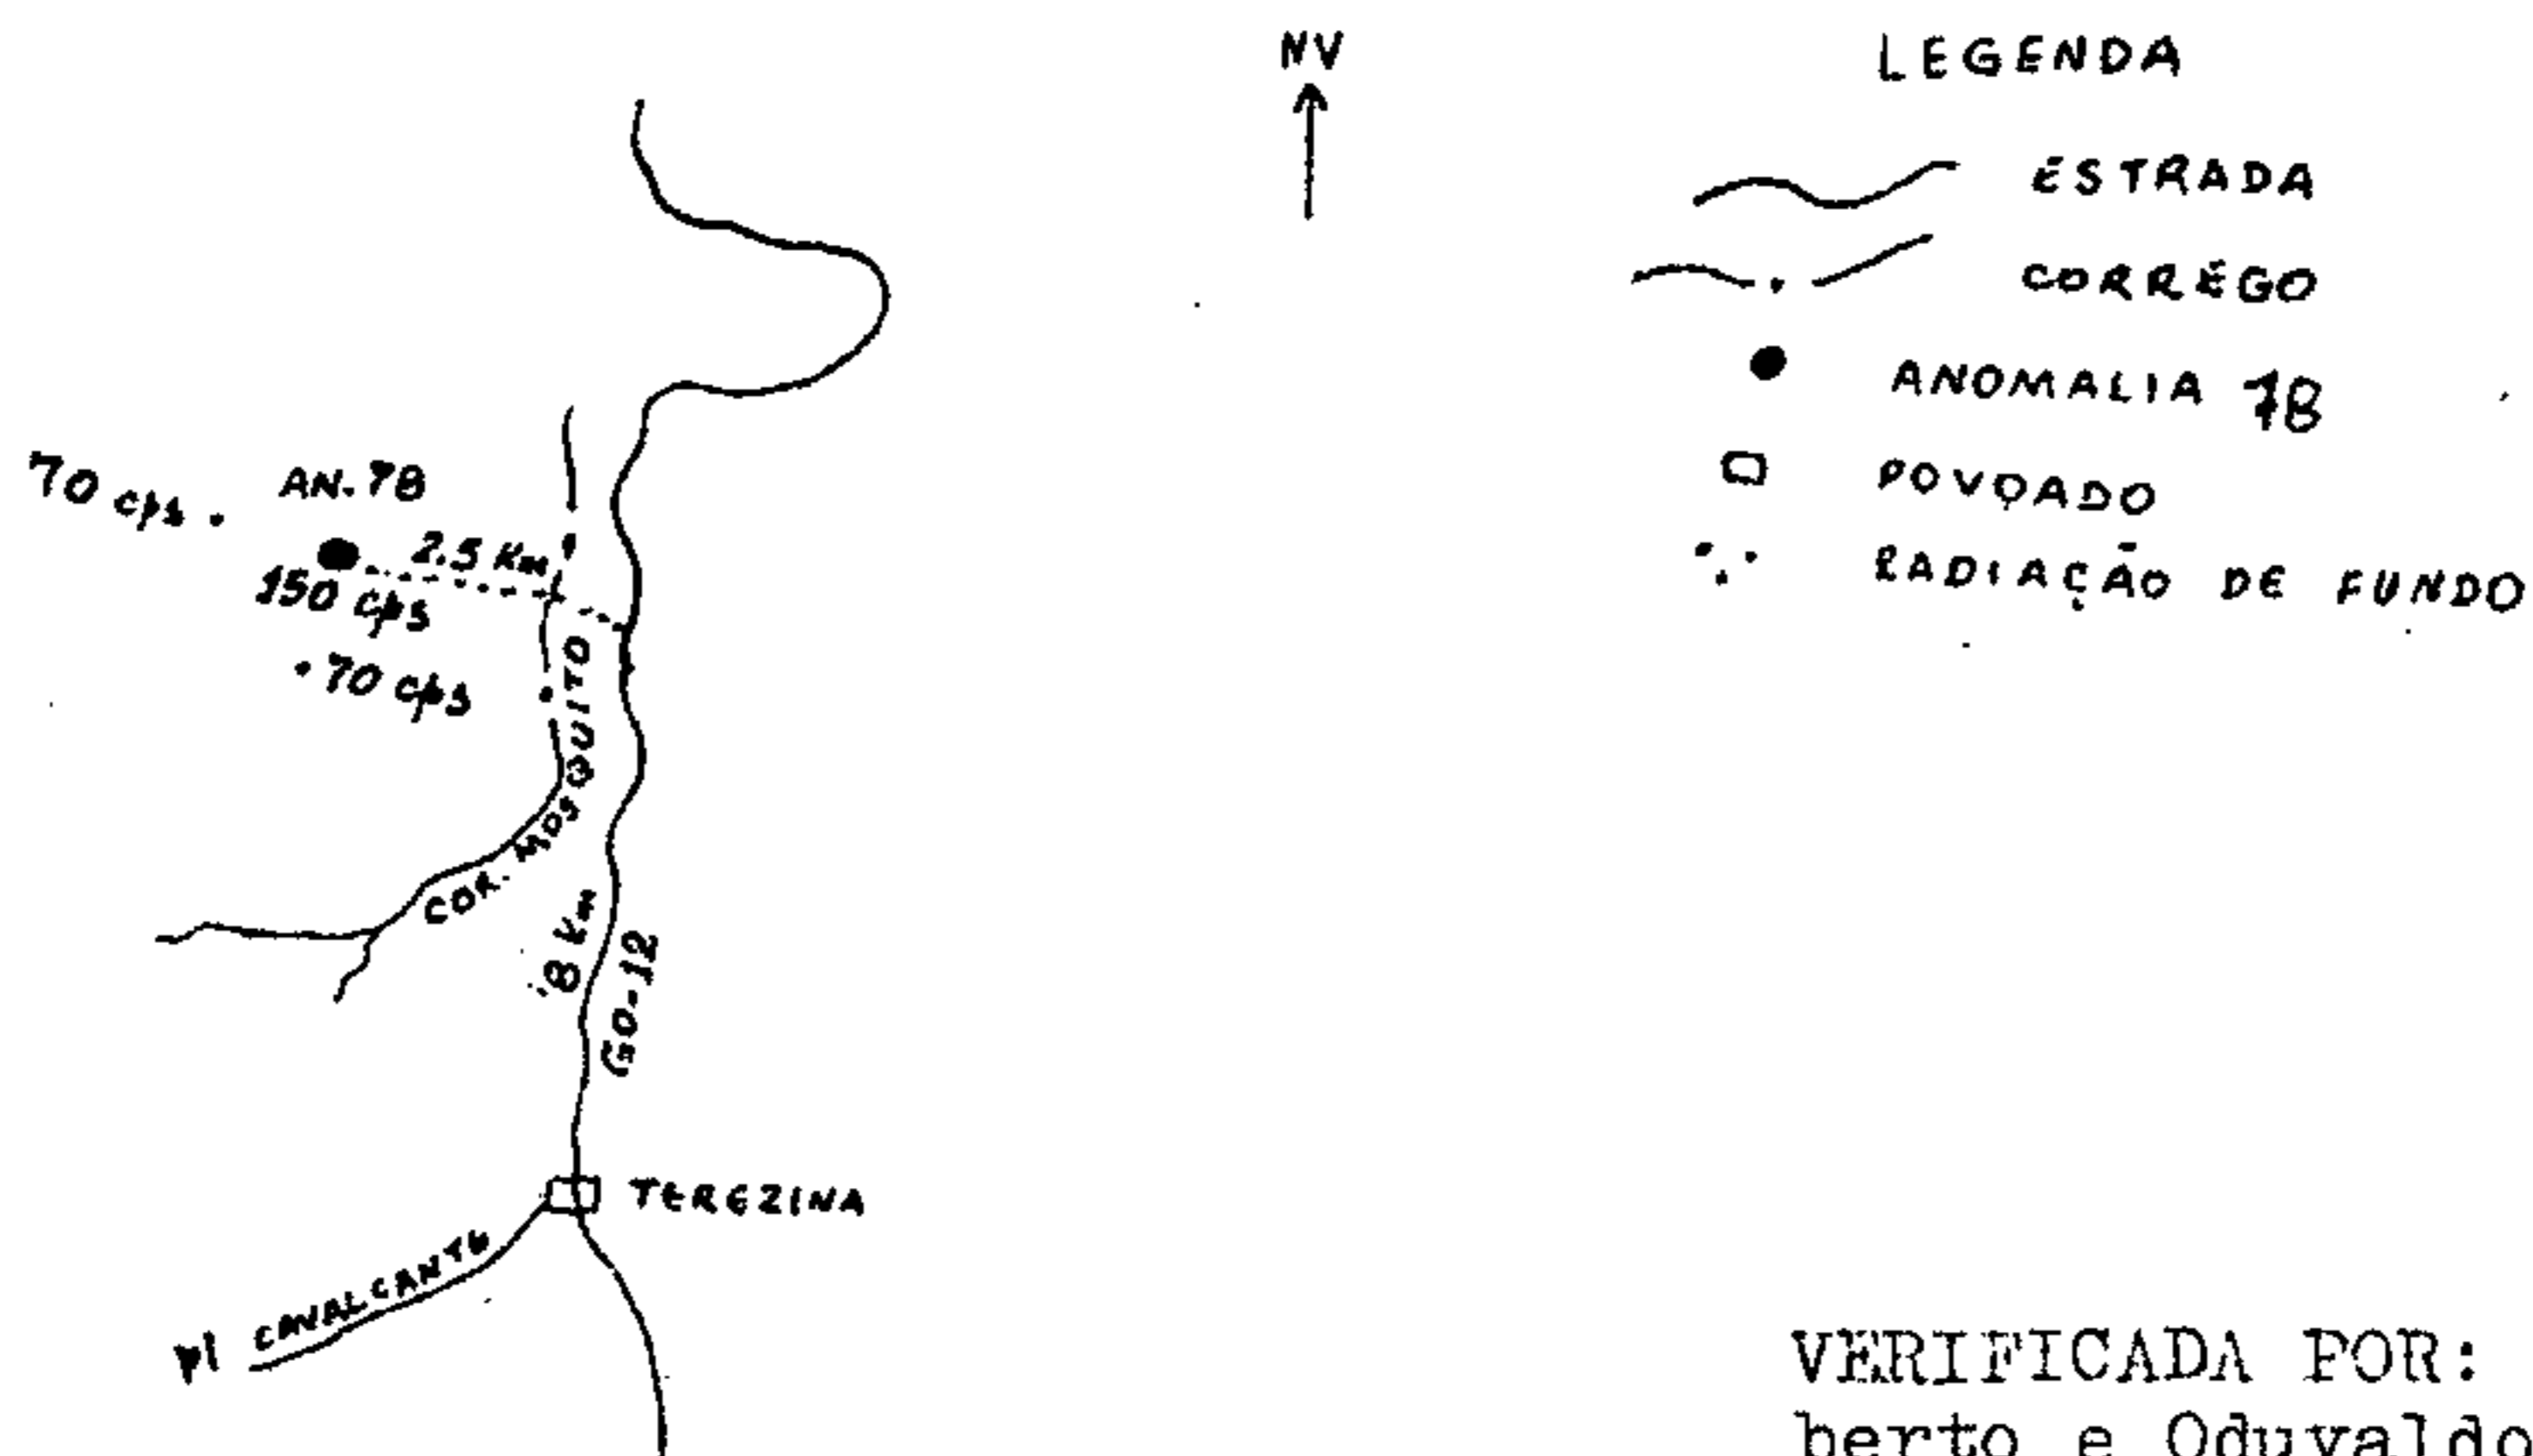 NV
LEGENDA
ESTRADA
CORRÉGO
ANOMALIA 78
POVOADO
RADIAÇÃO DE FUNDO
70 cps
AN. 78
2.5 Km
150 cps
70 cps
COR. MOSQUITO
8 Km
GO-12
TEREZINA
p/ CAVALCANTE
VERIFICADA POR:
berto e Oduvaldo